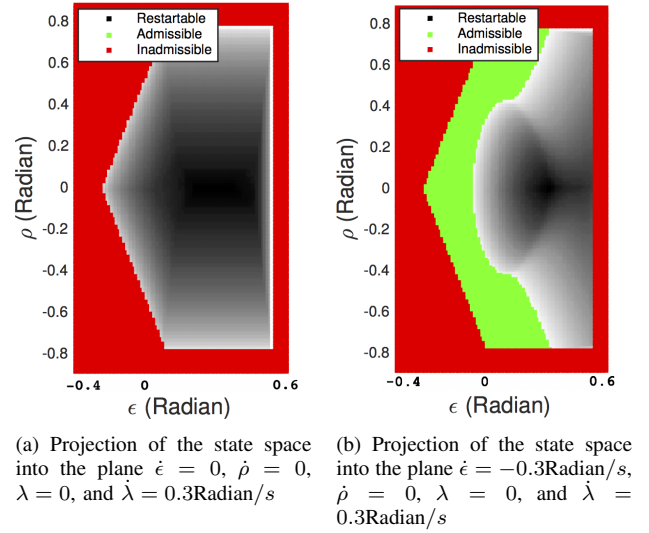 Restartable
Admissible
Inadmissible
0.8
0.6
0.4
0.2
0
-0.2
-0.4
-0.6
-0.8
ρ (Radian)
-0.4 0 0.6
ϵ (Radian)
Restartable
Admissible
Inadmissible
0.8
0.6
0.4
0.2
0
-0.2
-0.4
-0.6
-0.8
ρ (Radian)
-0.4 0 0.6
ϵ (Radian)
(a) Projection of the state space
into the plane ϵ̇ = 0, ρ̇ = 0,
λ = 0, and λ̇ = 0.3Radian/s
(b) Projection of the state space
into the plane ϵ̇ = −0.3Radian/s,
ρ̇ = 0, λ = 0, and λ̇ =
0.3Radian/s